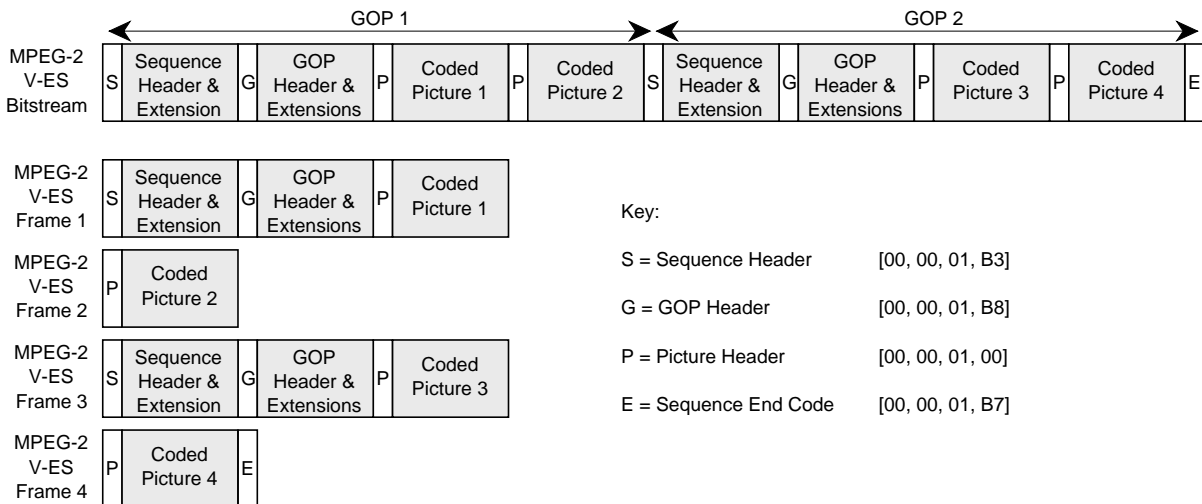 GOP 1
GOP 2
MPEG-2
V-ES
Bitstream
S
Sequence
Header &
Extension
G
GOP
Header &
Extensions
P
Coded
Picture 1
P
Coded
Picture 2
S
Sequence
Header &
Extension
G
GOP
Header &
Extensions
P
Coded
Picture 3
P
Coded
Picture 4
E
MPEG-2
V-ES
Frame 1
S
Sequence
Header &
Extension
G
GOP
Header &
Extensions
P
Coded
Picture 1
MPEG-2
V-ES
Frame 2
P
Coded
Picture 2
MPEG-2
V-ES
Frame 3
S
Sequence
Header &
Extension
G
GOP
Header &
Extensions
P
Coded
Picture 3
MPEG-2
V-ES
Frame 4
P
Coded
Picture 4
E
Key:
S = Sequence Header [00, 00, 01, B3]
G = GOP Header [00, 00, 01, B8]
P = Picture Header [00, 00, 01, 00]
E = Sequence End Code [00, 00, 01, B7]